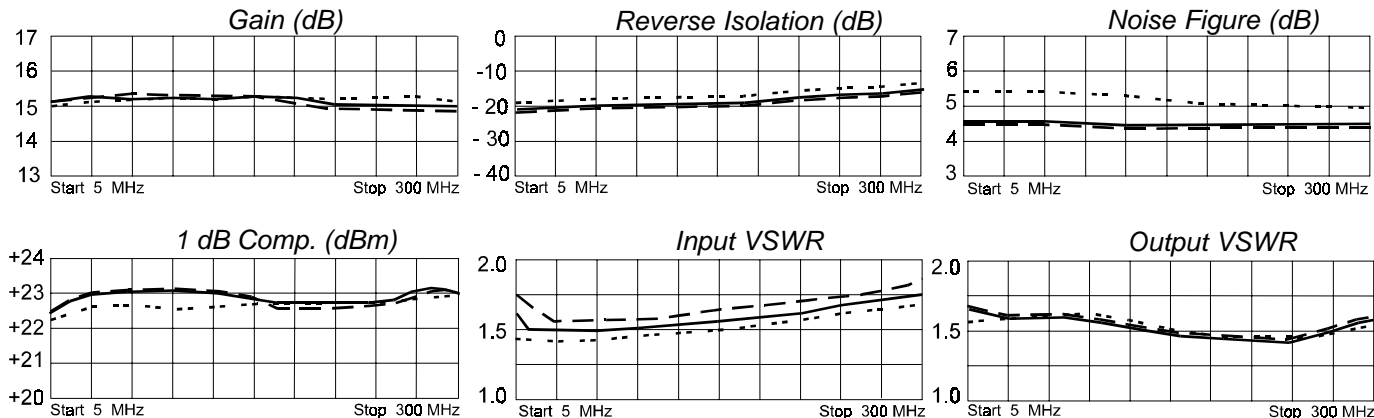 Gain (dB)
17
16
15
14
13
Start 5 MHz
Stop 300 MHz
Reverse Isolation (dB)
0
-10
-20
-30
-40
Start 5 MHz
Stop 300 MHz
Noise Figure (dB)
7
6
5
4
3
Start 5 MHz
Stop 300 MHz
1 dB Comp. (dBm)
+24
+23
+22
+21
+20
Start 5 MHz
Stop 300 MHz
Input VSWR
2.0
1.5
1.0
Start 5 MHz
Stop 300 MHz
Output VSWR
2.0
1.5
1.0
Start 5 MHz
Stop 300 MHz